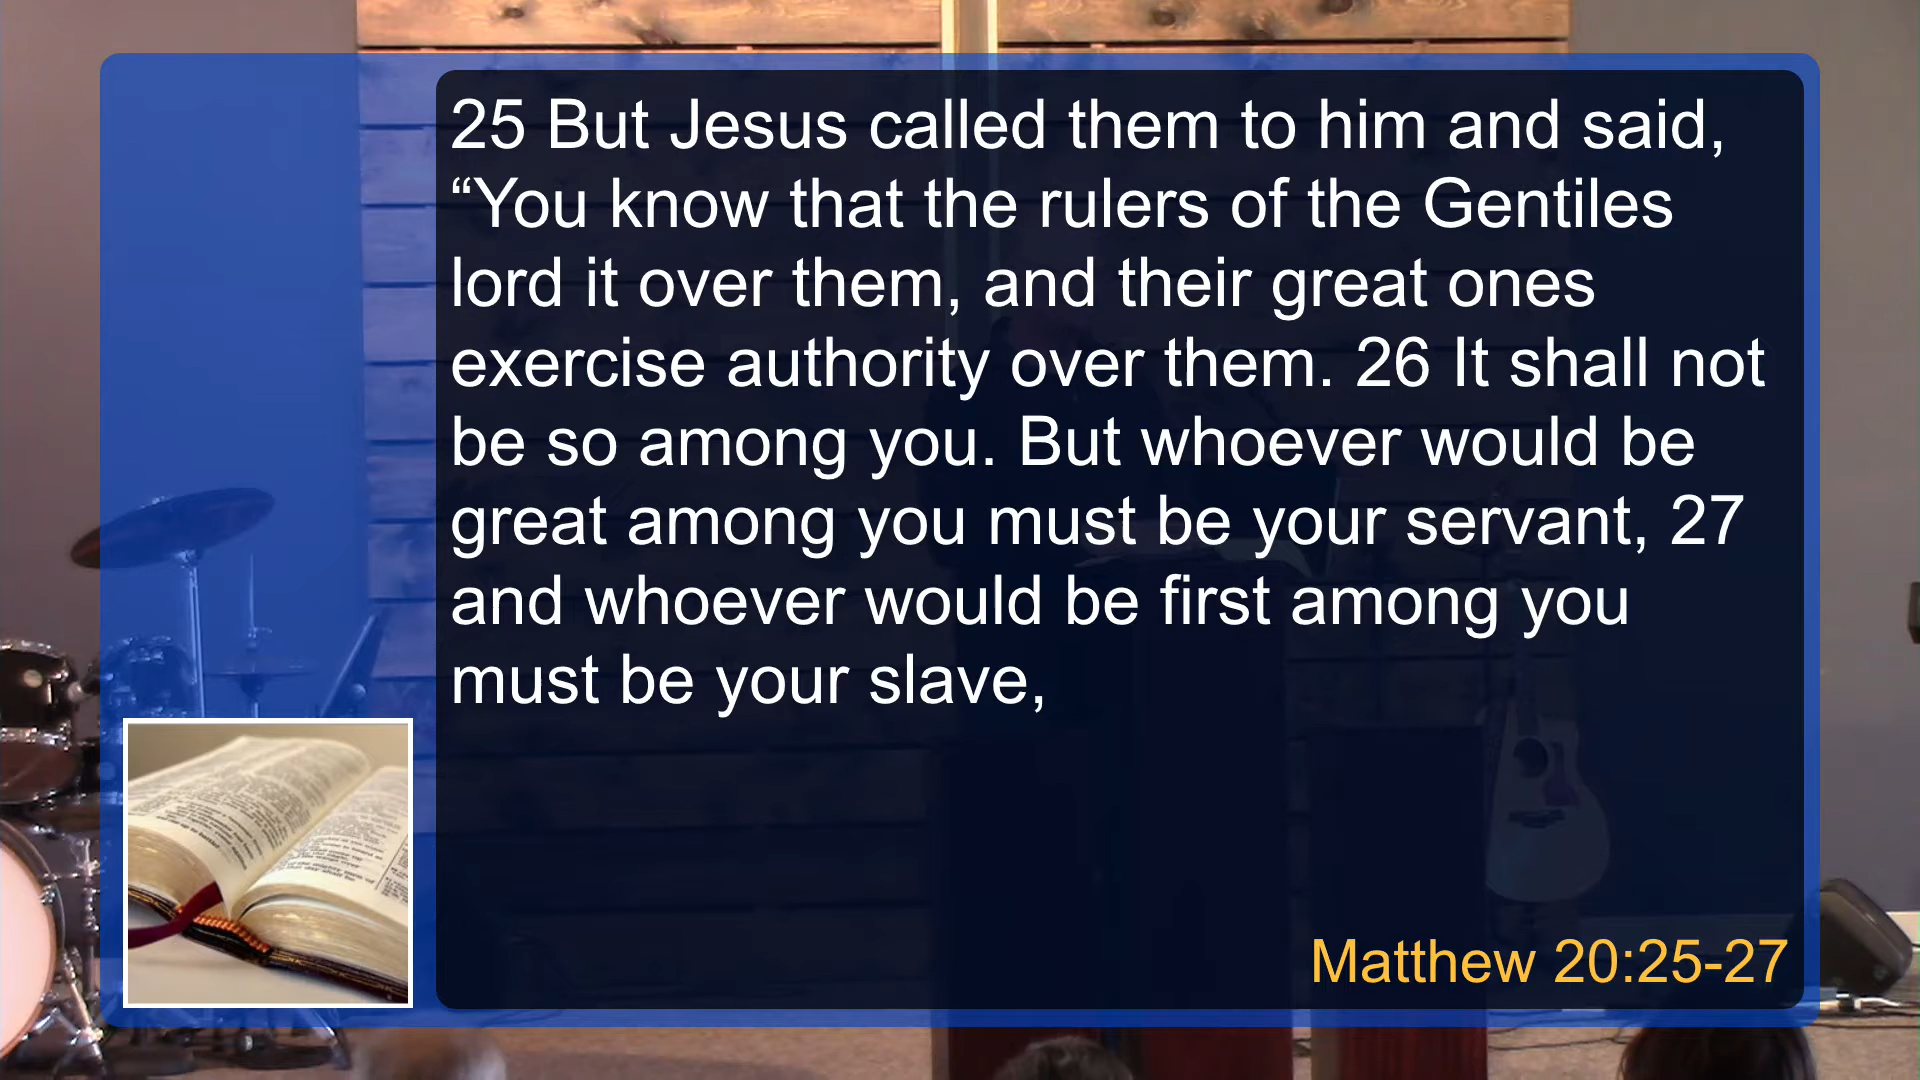 25 But Jesus called them to him and said,
“You know that the rulers of the Gentiles
lord it over them, and their great ones
exercise authority over them. 26 It shall not
be so among you. But whoever would be
great among you must be your servant, 27
and whoever would be first among you
must be your slave,
Matthew 20:25-27